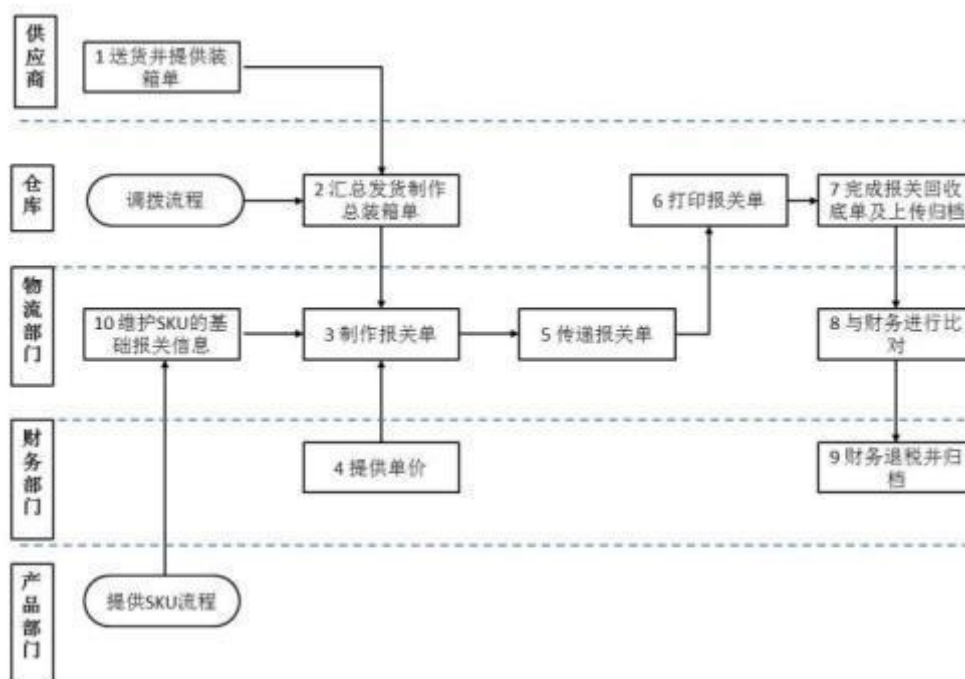 供应商
1 送货并提供装
箱单
仓库
调拨流程
2 汇总发货制作
总装箱单
6 打印报关单
7 完成报关回收
底单及上传归档
物流部门
10 维护SKU的基
础报关信息
3 制作报关单
5 传递报关单
8 与财务进行比
对
财务部门
4 提供单价
9 财务退税并归
档
产品部门
提供SKU流程